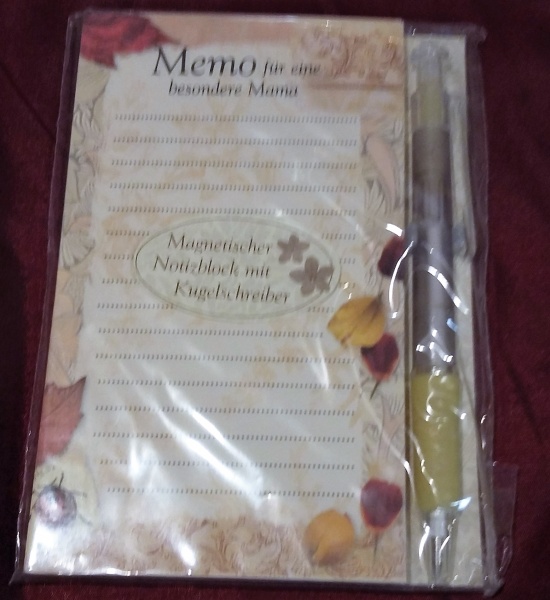 Memo für eine
besondere Mama
Magnetischer
Notizblock mit
Kugelschreiber